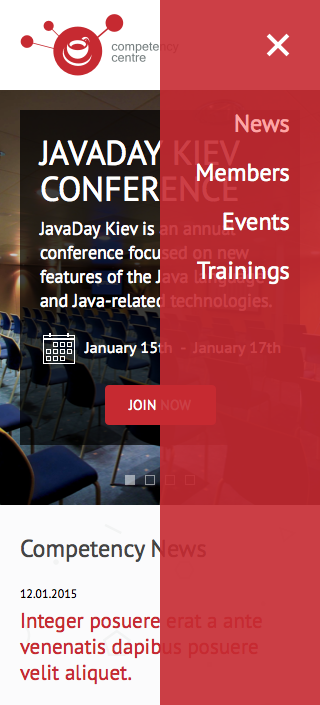 competency
centre
News
Members
Events
Trainings
JAVADAY KIEV
CONFERENCE
JavaDay Kiev is an annual
conference focused on new
features of the Java language
and Java-related technologies.
January 15th - January 17th
JOIN NOW
Competency News
12.01.2015
Integer posuere erat a ante
venenatis dapibus posuere
velit aliquet.